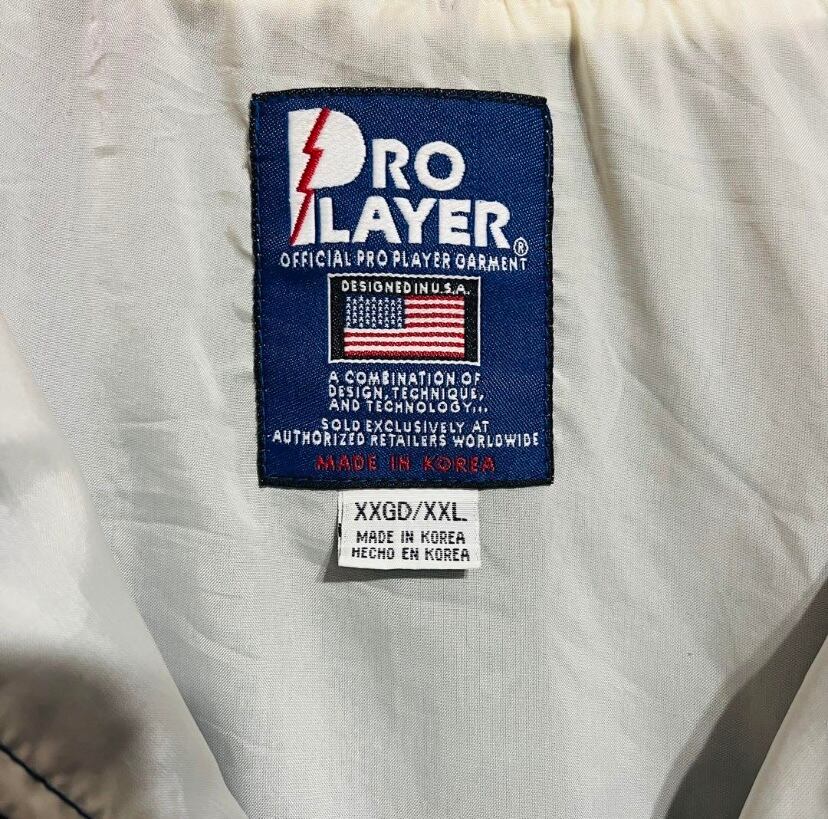 PRO
PLAYER®
OFFICIAL PRO PLAYER GARMENT
DESIGNED IN U.S.A.
A COMBINATION OF
DESIGN, TECHNIQUE,
AND TECHNOLOGY...
SOLD EXCLUSIVELY AT
AUTHORIZED RETAILERS WORLDWIDE
MADE IN KOREA
XXGD/XXL
MADE IN KOREA
HECHO EN KOREA